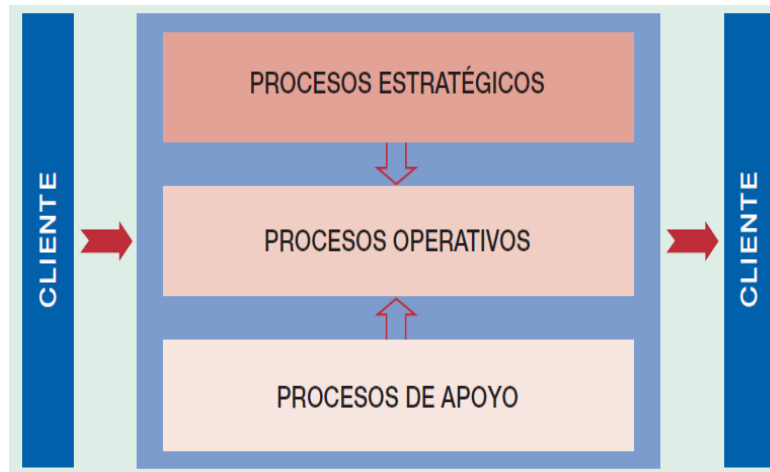 CLIENTE
PROCESOS ESTRATÉGICOS
PROCESOS OPERATIVOS
PROCESOS DE APOYO
CLIENTE